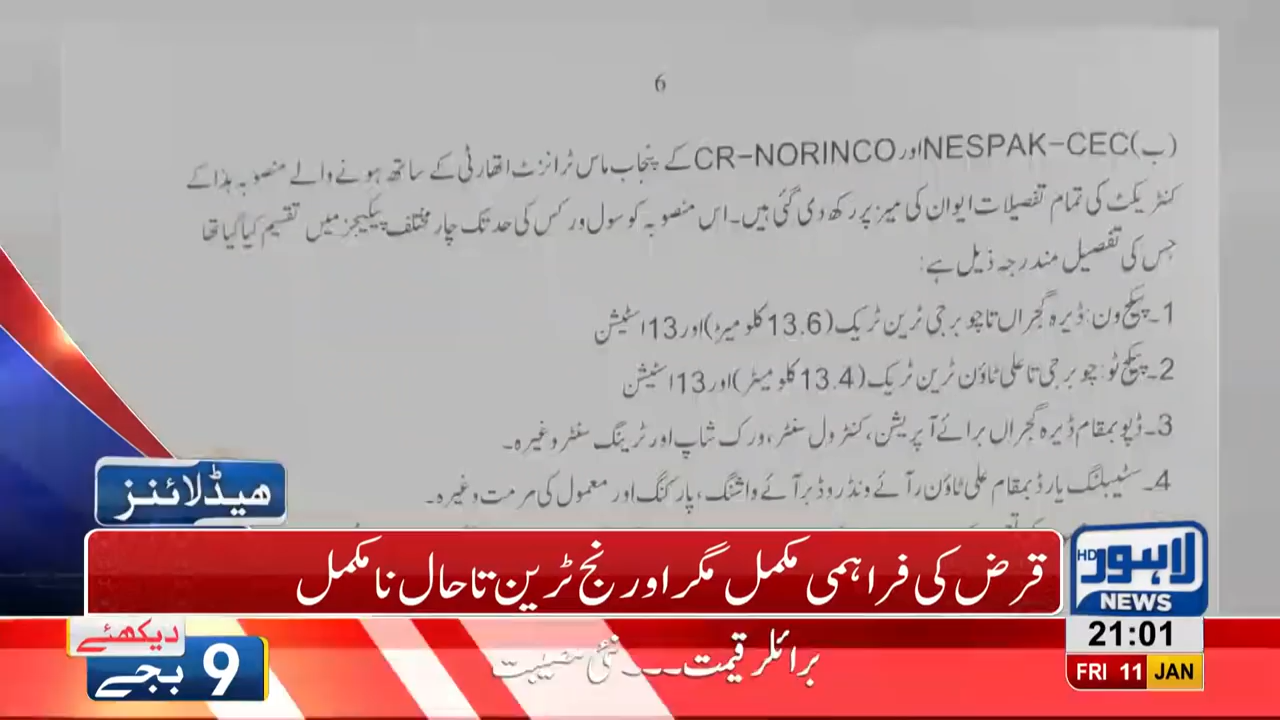 6
(ب) NESPAK-CEC اور CR-NORINCO کے پنجاب ماس ٹرانزٹ اتھارٹی کے ساتھ ہونے والے منصوبہ ہذا کے
کنٹریکٹ کی تمام تفصیلات ایوان کی میز پر رکھ دی گئی ہیں۔ اس منصوبہ کو سول ورکس کی حد تک چار مختلف پیکیجز میں تقسیم کیا گیا تھا
جس کی تفصیل مندرجہ ذیل ہے:
1۔ پیکج ون: ڈیرہ گجراں تا چوبرجی ٹرین ٹریک (13.6 کلومیٹر) اور 13 اسٹیشن
2۔ پیکج ٹو: چوبرجی تا علی ٹاؤن ٹرین ٹریک (13.4 کلومیٹر) اور 13 اسٹیشن
3۔ ڈپو بمقام ڈیرہ گجراں برائے آپریشن، کنٹرول سنٹر، ورک شاپ اور ٹریننگ سنٹر وغیرہ۔
4۔ سٹیبلنگ یارڈ بمقام علی ٹاؤن رائے ونڈ روڈ برائے واشنگ، پارکنگ اور معمول کی مرمت وغیرہ۔
ہیڈلائنز
قرض کی فراہمی مکمل مگر اورنج ٹرین تاحال نامکمل
HD لاہور
NEWS
21:01
FRI 11 JAN
دیکھئے
9 بجے
برائلر قیمت۔۔۔ نئی مصیبت